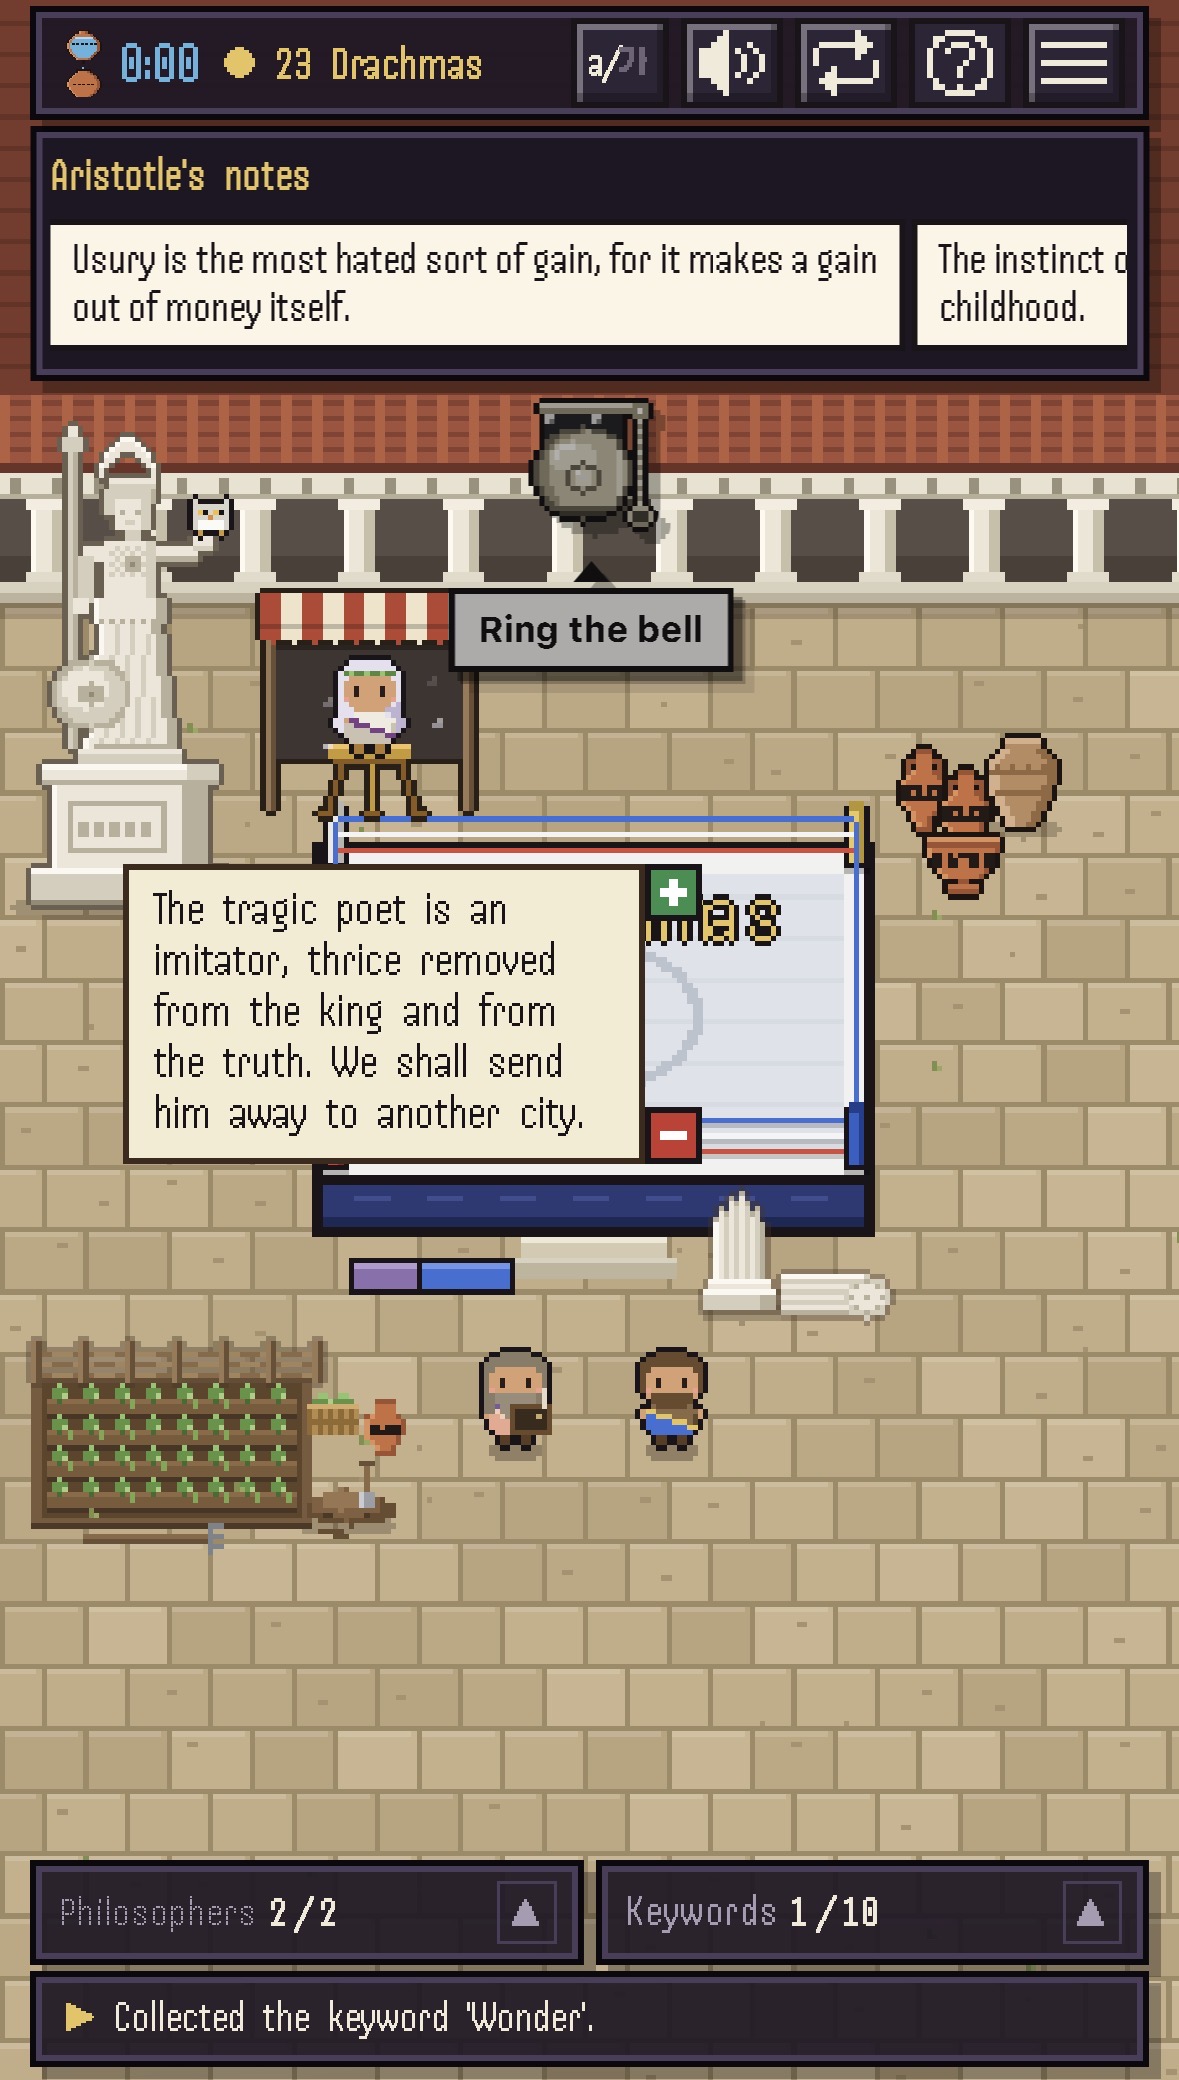 0:00 23 Drachmas a/가
Aristotle's notes
Usury is the most hated sort of gain, for it makes a gain
out of money itself.
The instinct
childhood.
Ring the bell
The tragic poet is an
imitator, thrice removed
from the king and from
the truth. We shall send
him away to another city.
Philosophers 2/2
Keywords 1/10
Collected the keyword 'Wonder'.